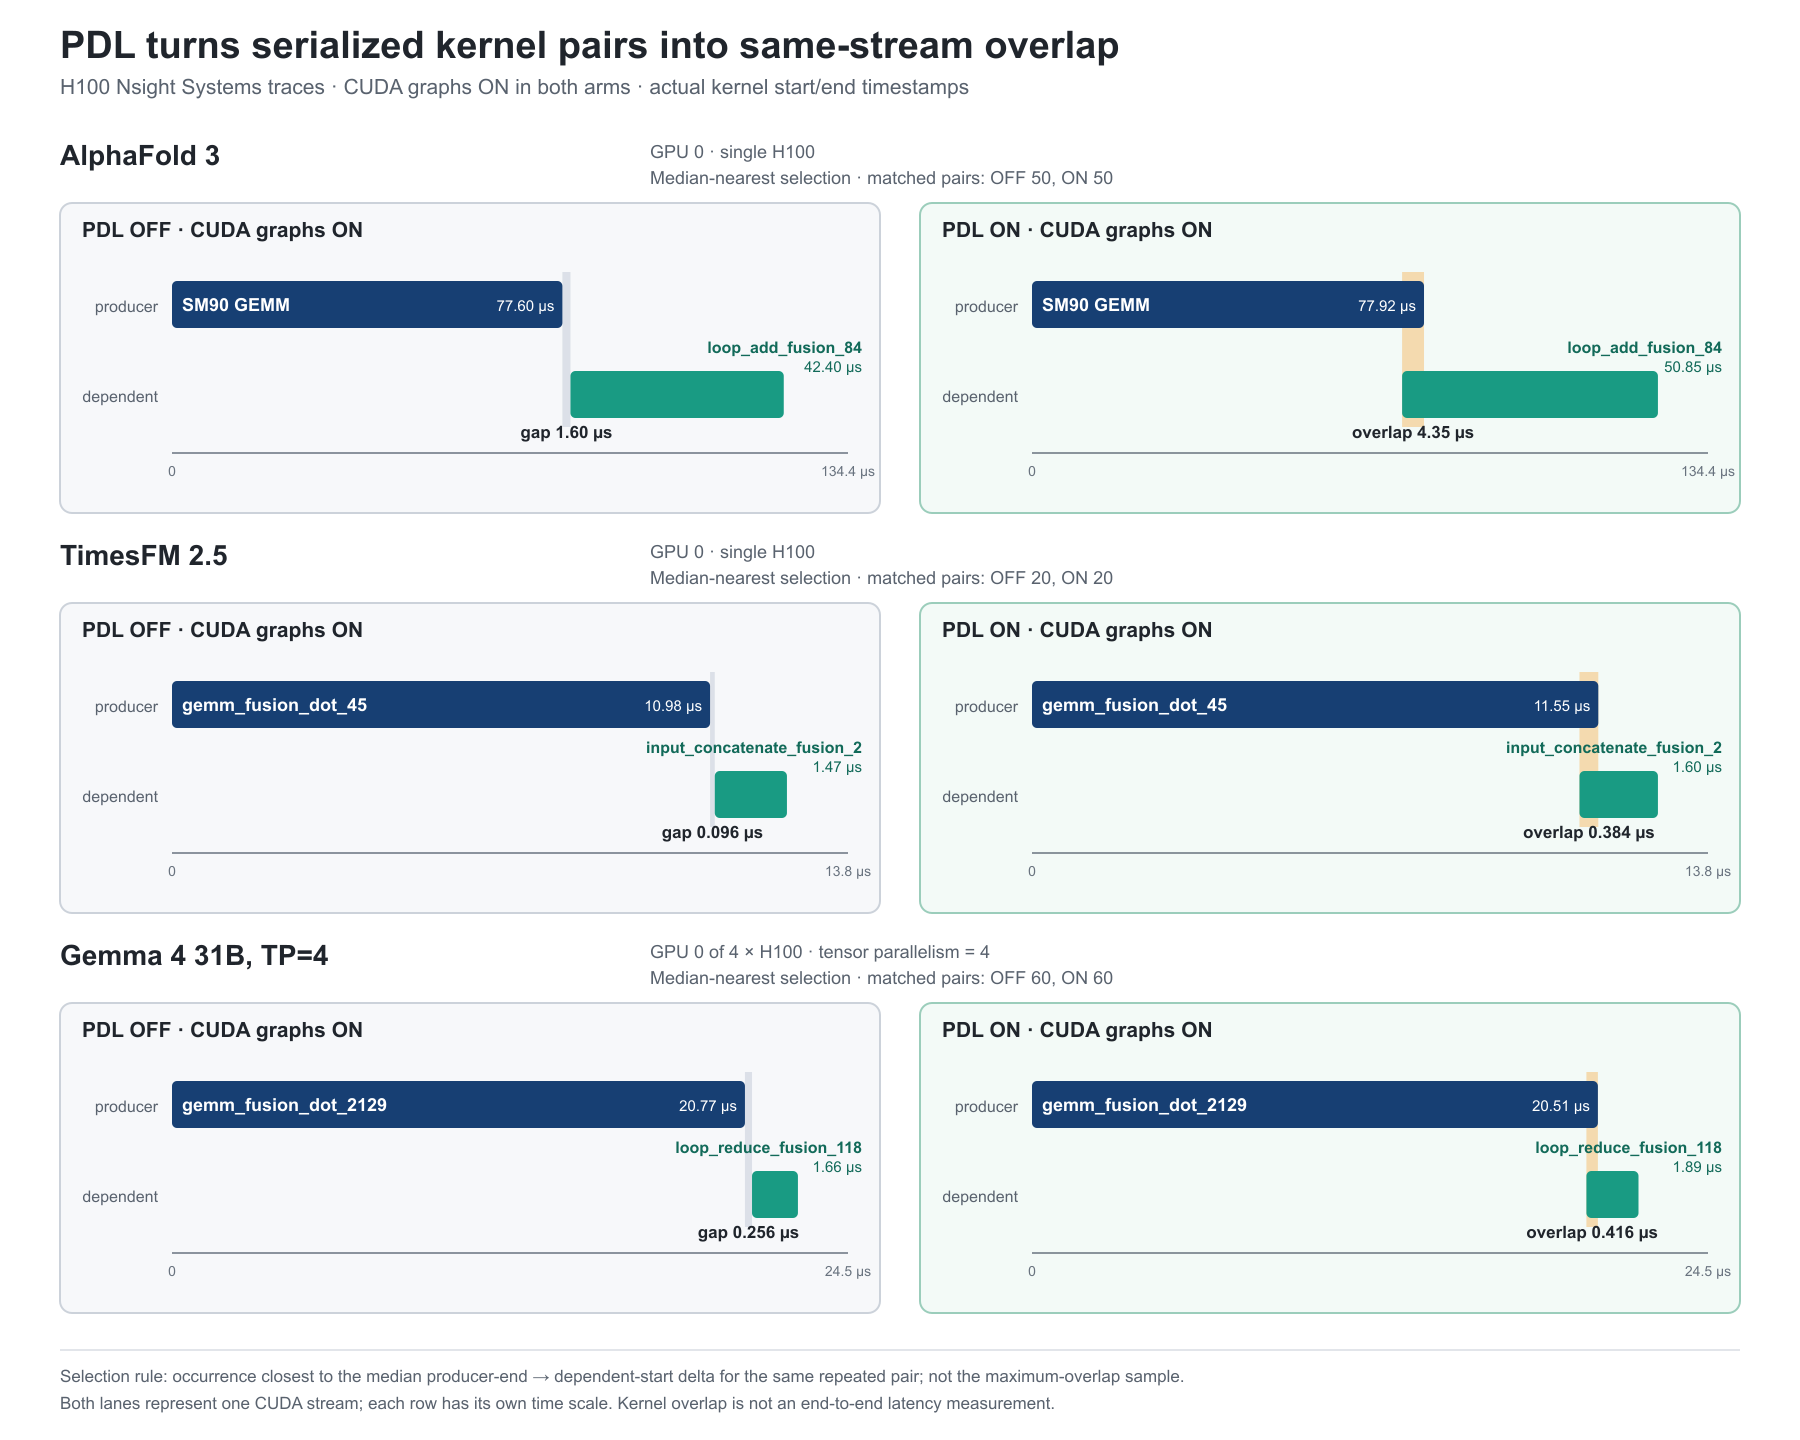 PDL turns serialized kernel pairs into same-stream overlap
H100 Nsight Systems traces · CUDA graphs ON in both arms · actual kernel start/end timestamps
AlphaFold 3
GPU 0 · single H100
Median-nearest selection · matched pairs: OFF 50, ON 50
PDL OFF · CUDA graphs ON
producer
SM90 GEMM
77.60 µs
loop_add_fusion_84
42.40 µs
dependent
gap 1.60 µs
0
134.4 µs
PDL ON · CUDA graphs ON
producer
SM90 GEMM
77.92 µs
loop_add_fusion_84
50.85 µs
dependent
overlap 4.35 µs
0
134.4 µs
TimesFM 2.5
GPU 0 · single H100
Median-nearest selection · matched pairs: OFF 20, ON 20
PDL OFF · CUDA graphs ON
producer
gemm_fusion_dot_45
10.98 µs
input_concatenate_fusion_2
1.47 µs
dependent
gap 0.096 µs
0
13.8 µs
PDL ON · CUDA graphs ON
producer
gemm_fusion_dot_45
11.55 µs
input_concatenate_fusion_2
1.60 µs
dependent
overlap 0.384 µs
0
13.8 µs
Gemma 4 31B, TP=4
GPU 0 of 4 × H100 · tensor parallelism = 4
Median-nearest selection · matched pairs: OFF 60, ON 60
PDL OFF · CUDA graphs ON
producer
gemm_fusion_dot_2129
20.77 µs
loop_reduce_fusion_118
1.66 µs
dependent
gap 0.256 µs
0
24.5 µs
PDL ON · CUDA graphs ON
producer
gemm_fusion_dot_2129
20.51 µs
loop_reduce_fusion_118
1.89 µs
dependent
overlap 0.416 µs
0
24.5 µs
Selection rule: occurrence closest to the median producer-end → dependent-start delta for the same repeated pair; not the maximum-overlap sample.
Both lanes represent one CUDA stream; each row has its own time scale. Kernel overlap is not an end-to-end latency measurement.